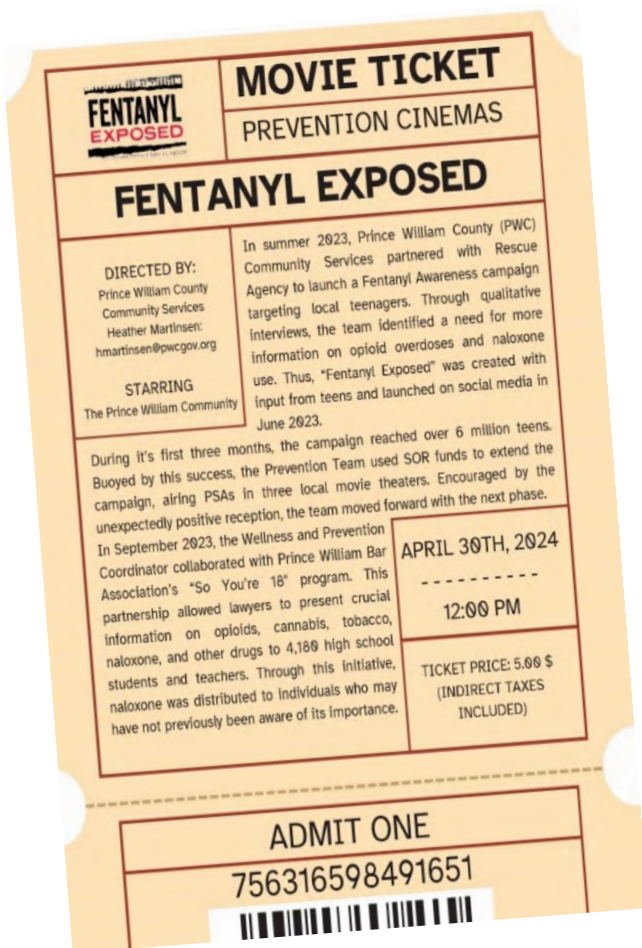 FENTANYL
EXPOSED
MOVIE TICKET
PREVENTION CINEMAS
FENTANYL EXPOSED
DIRECTED BY:
Prince William County
Community Services
Heather Martinsen:
hmartinsen@pwcgov.org
STARRING
The Prince William Community
In summer 2023, Prince William County (PWC)
Community Services partnered with Rescue
Agency to launch a Fentanyl Awareness campaign
targeting local teenagers. Through qualitative
interviews, the team identified a need for more
information on opioid overdoses and naloxone
use. Thus, "Fentanyl Exposed" was created with
input from teens and launched on social media in
June 2023.
During it's first three months, the campaign reached over 6 million teens.
Buoyed by this success, the Prevention Team used SOR funds to extend the
campaign, airing PSAs in three local movie theaters. Encouraged by the
unexpectedly positive reception, the team moved forward with the next phase.
In September 2023, the Wellness and Prevention
Coordinator collaborated with Prince William Bar
Association's "So You're 18" program. This
partnership allowed lawyers to present crucial
information on opioids, cannabis, tobacco,
naloxone, and other drugs to 4,180 high school
students and teachers. Through this initiative,
naloxone was distributed to individuals who may
have not previously been aware of its importance.
APRIL 30TH, 2024
----------
12:00 PM
TICKET PRICE: 5.00 $
(INDIRECT TAXES
INCLUDED)
ADMIT ONE
756316598491651